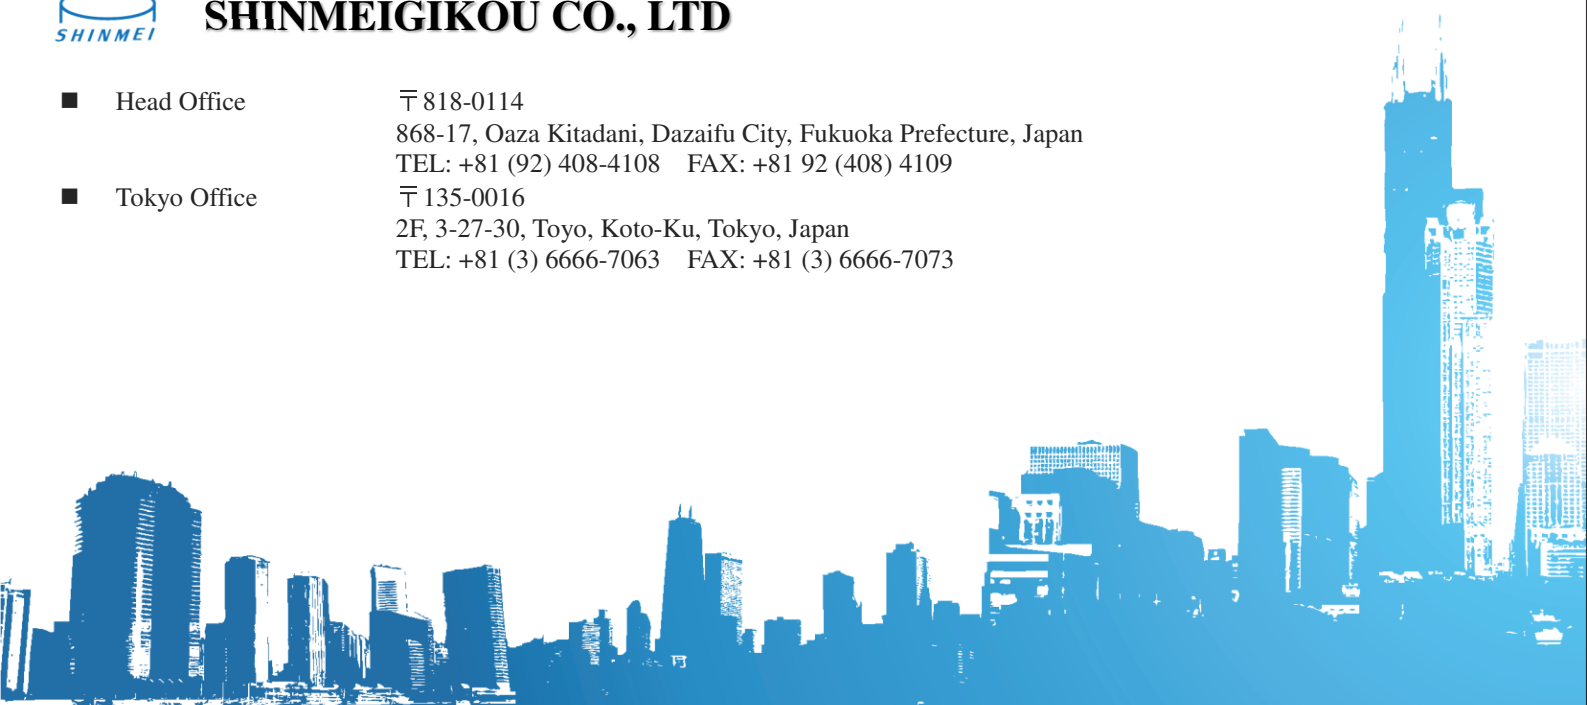 SHINMEI
SHINMEIGIKOU CO., LTD
■ Head Office 〒818-0114
868-17, Oaza Kitadani, Dazaifu City, Fukuoka Prefecture, Japan
TEL: +81 (92) 408-4108 FAX: +81 92 (408) 4109
■ Tokyo Office 〒135-0016
2F, 3-27-30, Toyo, Koto-Ku, Tokyo, Japan
TEL: +81 (3) 6666-7063 FAX: +81 (3) 6666-7073